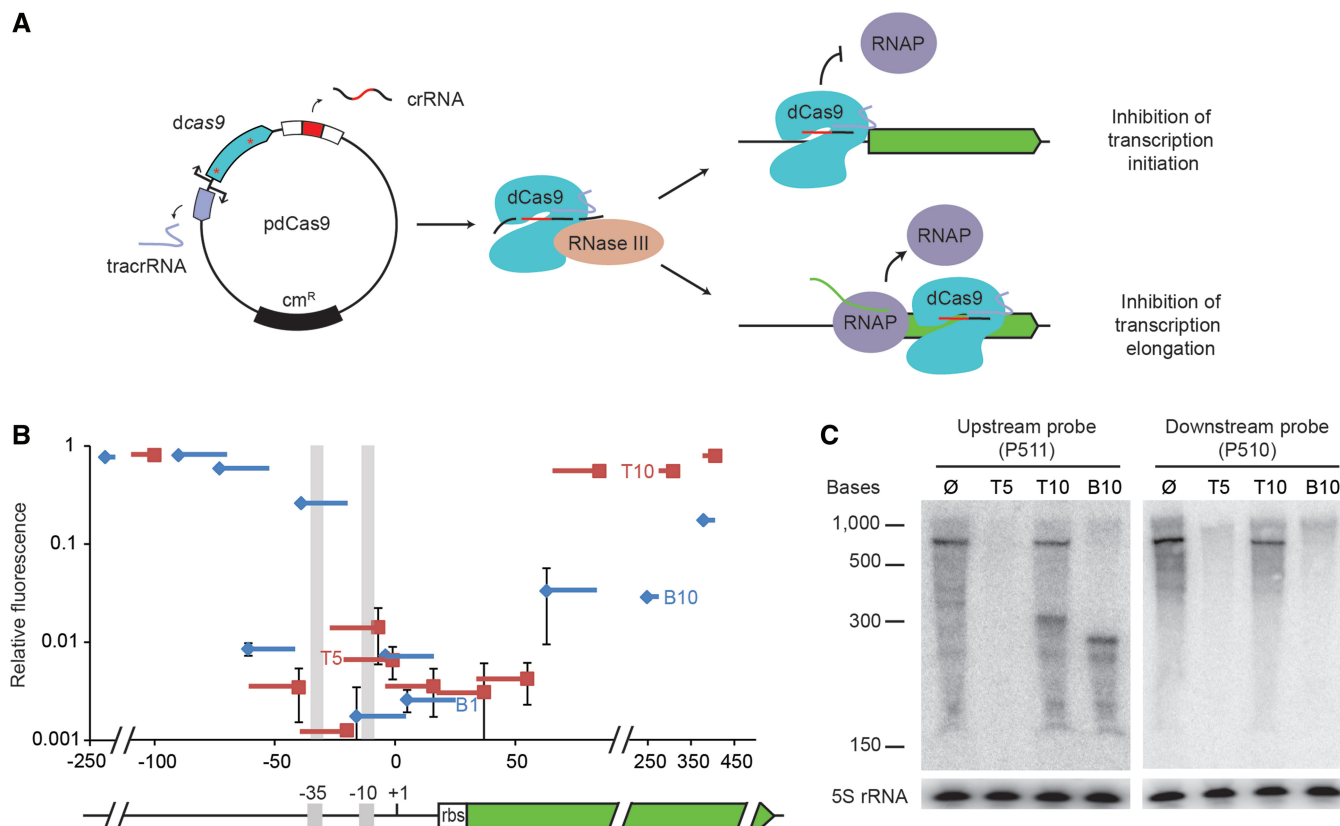 A
dcas9
crRNA
pdCas9
tracrRNA
cmR
dCas9
RNase III
RNAP
dCas9
Inhibition of
transcription
initiation
RNAP
RNAP
dCas9
Inhibition of
transcription
elongation
B
Relative fluorescence
1
0.1
0.01
0.001
T10
B10
T5
B1
-250 -100 -50 0 50 250 350 450
-35 -10 +1
rbs
C
Upstream probe
(P511)
Downstream probe
(P510)
Bases Ø T5 T10 B10 Ø T5 T10 B10
1,000
500
300
150
5S rRNA